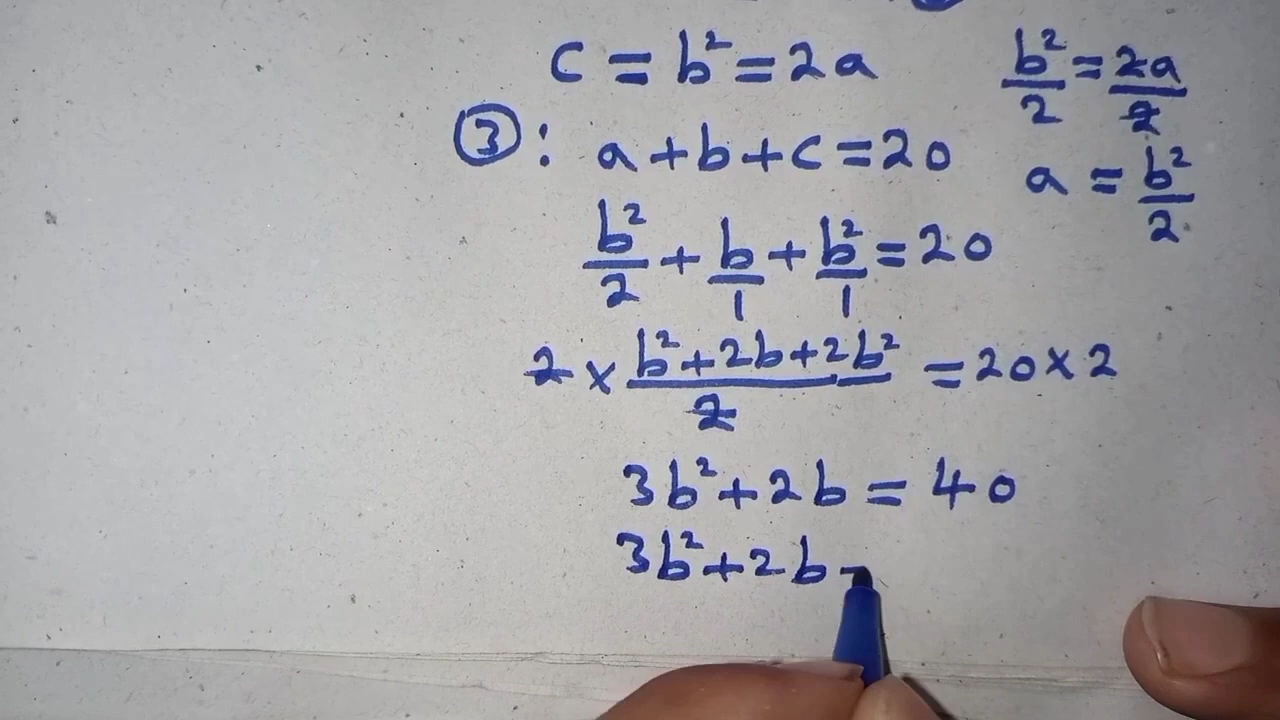 c = b² = 2a
b²/2 = 2a/2
③ : a + b + c = 20
a = b²/2
b²/2 + b/1 + b²/1 = 20
2 × (b² + 2b + 2b²)/2 = 20 × 2
3b² + 2b = 40
3b² + 2b -